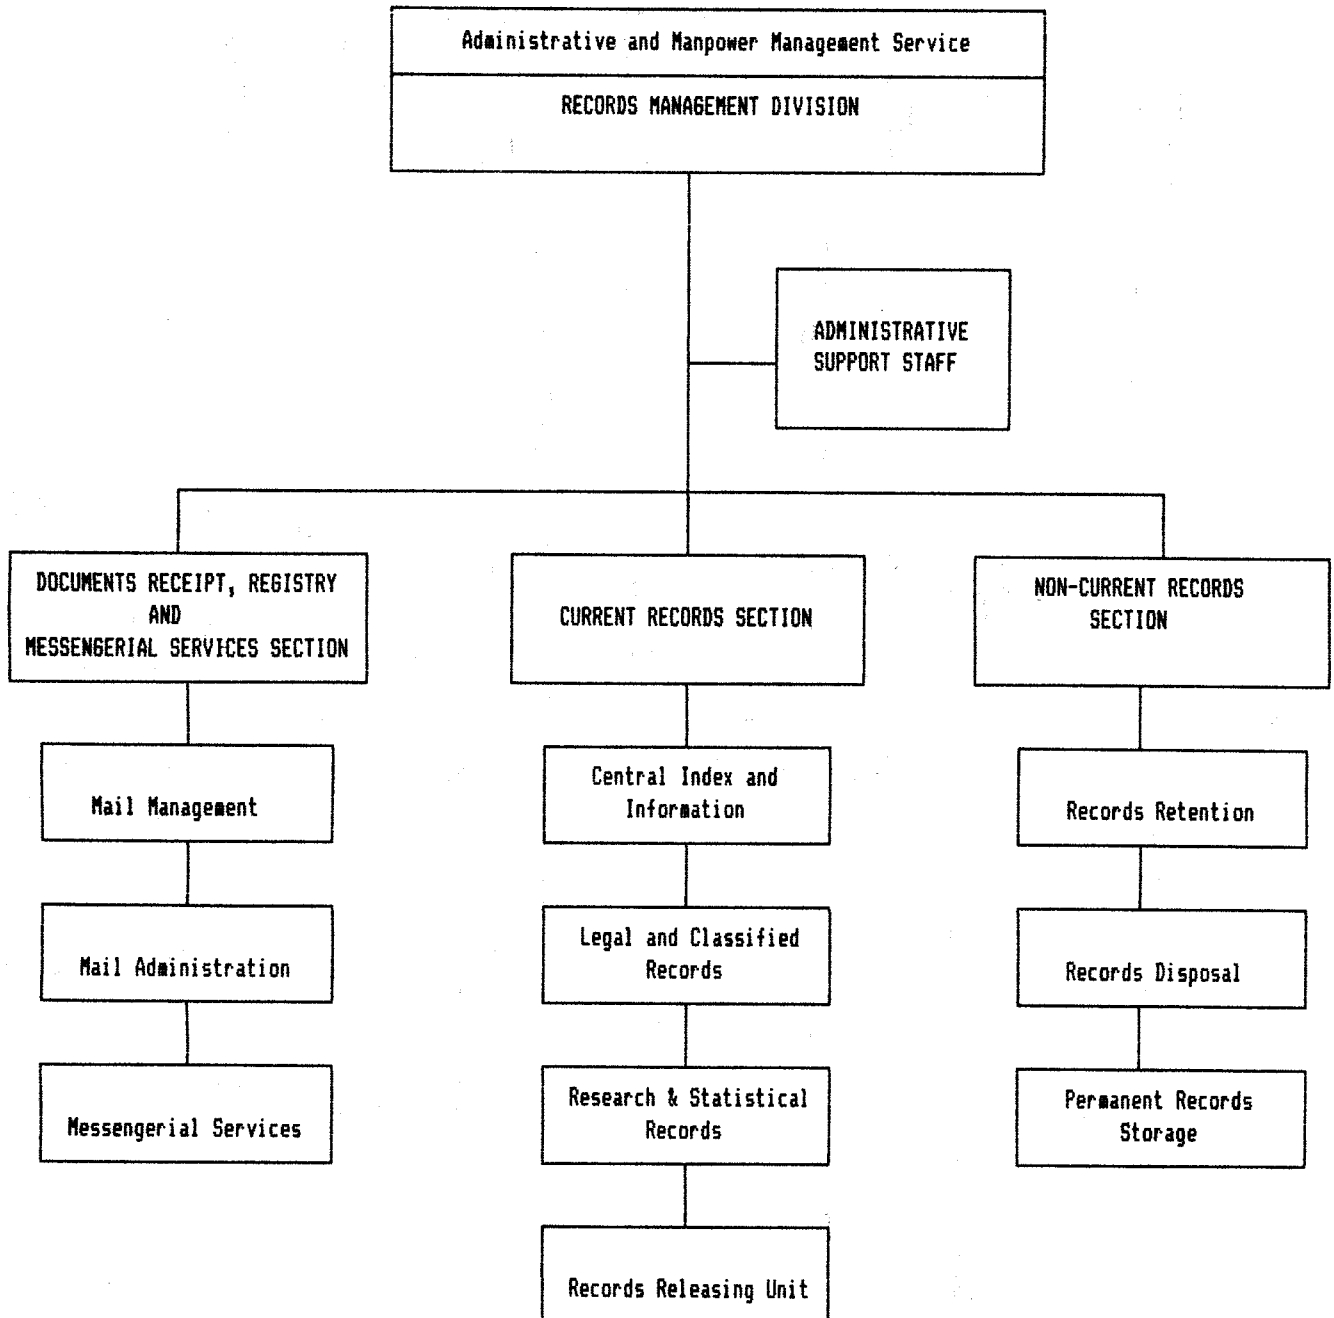 Administrative and Manpower Management Service
RECORDS MANAGEMENT DIVISION
ADMINISTRATIVE
SUPPORT STAFF
DOCUMENTS RECEIPT, REGISTRY
AND
MESSENGERIAL SERVICES SECTION
Mail Management
Mail Administration
Messengerial Services
CURRENT RECORDS SECTION
Central Index and
Information
Legal and Classified
Records
Research & Statistical
Records
Records Releasing Unit
NON-CURRENT RECORDS
SECTION
Records Retention
Records Disposal
Permanent Records
Storage